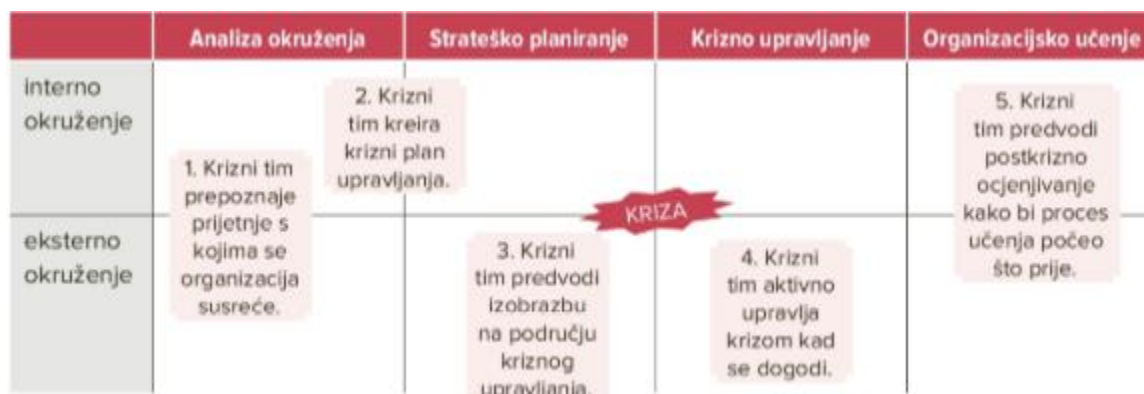 Analiza okruženja
Strateško planiranje
Krizno upravljanje
Organizacijsko učenje
interno
okruženje
eksterno
okruženje
1. Krizni tim
prepoznaje
prijetnje s
kojima se
organizacija
susreće.
2. Krizni
tim kreira
krizni plan
upravljanja.
KRIZA
3. Krizni
tim predvodi
izobrazbu
na području
kriznog
upravljanja.
4. Krizni
tim aktivno
upravlja
krizom kad
se dogodi.
5. Krizni
tim predvodi
postkrizno
ocjenjivanje
kako bi proces
učenja počeo
što prije.